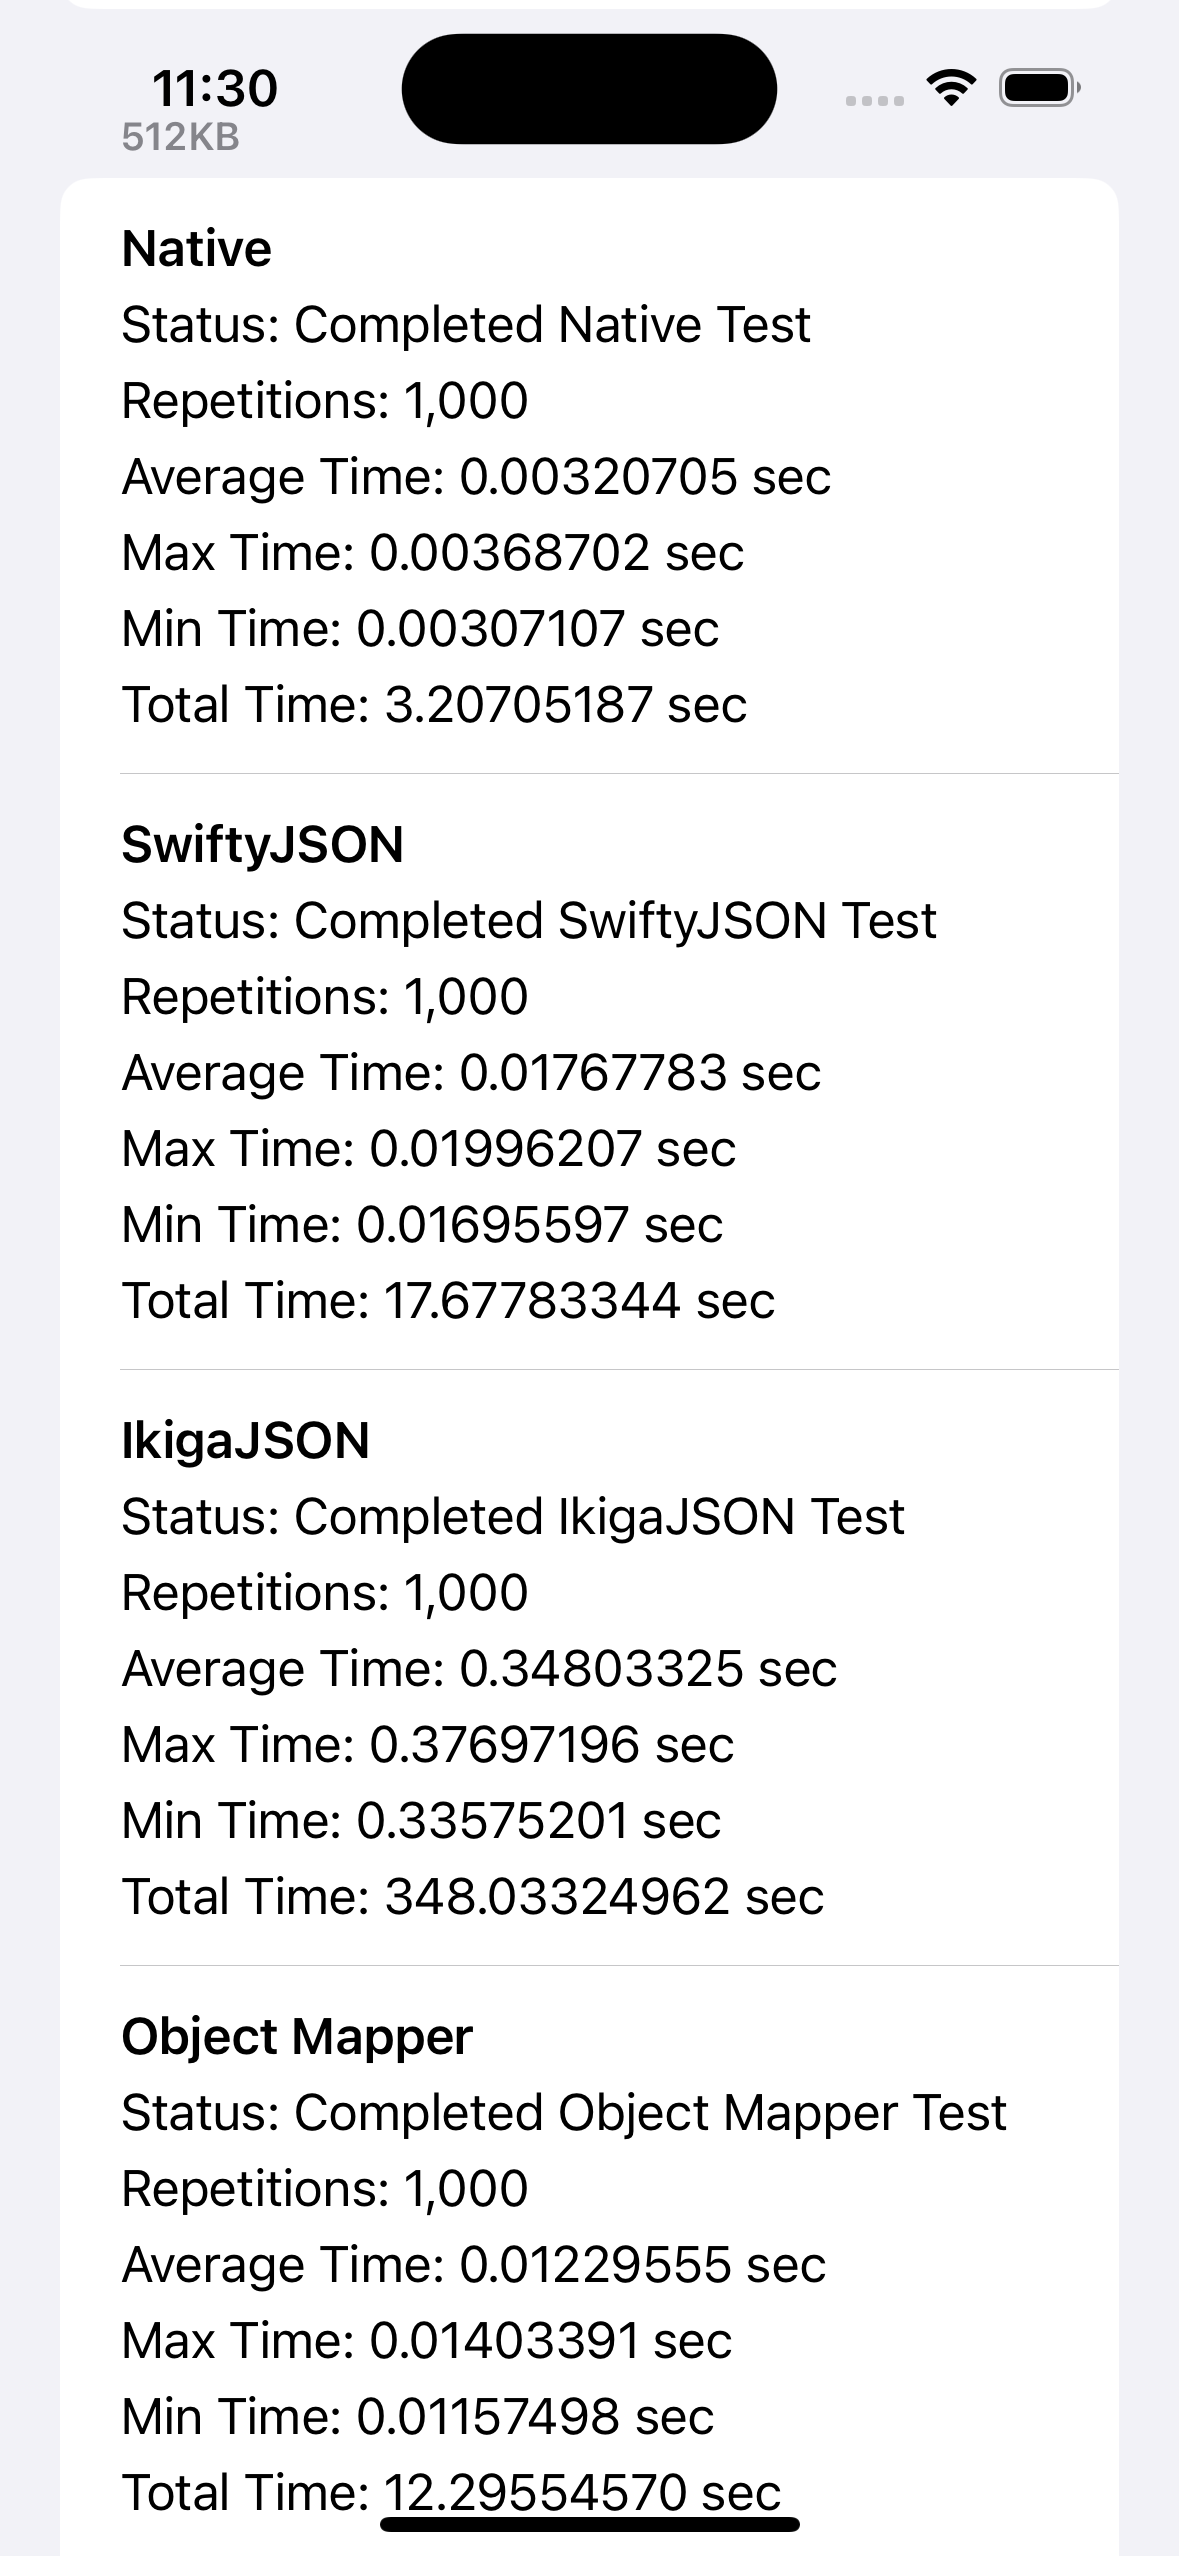 11:30
512KB
Native
Status: Completed Native Test
Repetitions: 1,000
Average Time: 0.00320705 sec
Max Time: 0.00368702 sec
Min Time: 0.00307107 sec
Total Time: 3.20705187 sec
SwiftyJSON
Status: Completed SwiftyJSON Test
Repetitions: 1,000
Average Time: 0.01767783 sec
Max Time: 0.01996207 sec
Min Time: 0.01695597 sec
Total Time: 17.67783344 sec
IkigaJSON
Status: Completed IkigaJSON Test
Repetitions: 1,000
Average Time: 0.34803325 sec
Max Time: 0.37697196 sec
Min Time: 0.33575201 sec
Total Time: 348.03324962 sec
Object Mapper
Status: Completed Object Mapper Test
Repetitions: 1,000
Average Time: 0.01229555 sec
Max Time: 0.01403391 sec
Min Time: 0.01157498 sec
Total Time: 12.29554570 sec